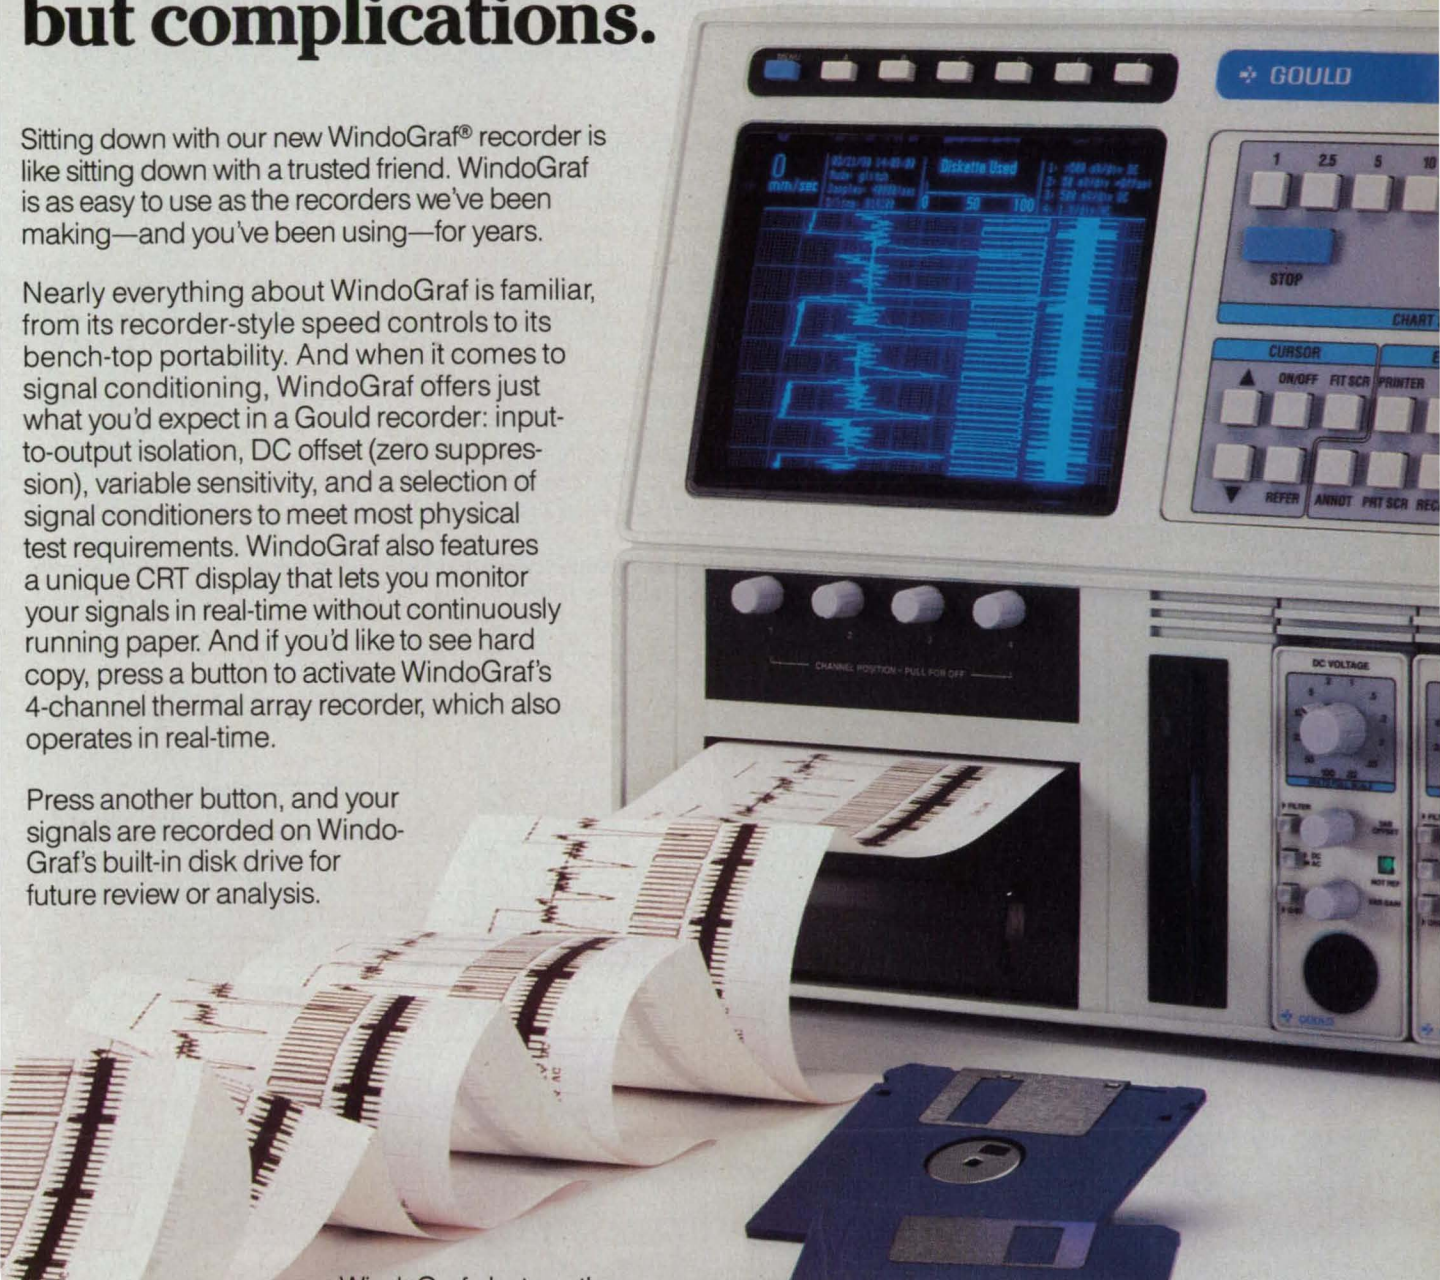 but complications.
Sitting down with our new WindoGraf® recorder is
like sitting down with a trusted friend. WindoGraf
is as easy to use as the recorders we've been
making—and you've been using—for years.
Nearly everything about WindoGraf is familiar,
from its recorder-style speed controls to its
bench-top portability. And when it comes to
signal conditioning, WindoGraf offers just
what you'd expect in a Gould recorder: input-
to-output isolation, DC offset (zero suppres-
sion), variable sensitivity, and a selection of
signal conditioners to meet most physical
test requirements. WindoGraf also features
a unique CRT display that lets you monitor
your signals in real-time without continuously
running paper. And if you'd like to see hard
copy, press a button to activate WindoGraf's
4-channel thermal array recorder, which also
operates in real-time.
Press another button, and your
signals are recorded on Windo-
Graf's built-in disk drive for
future review or analysis.
GOULD
0
mm/sec
Diskette Used
0 50 100
1 2.5 5 10
STOP
CHART
CURSOR
ON/OFF FIT SCR PRINTER
REFER ANNOT PRT SCR REC
1 2 3 4
CHANNEL POSITION - PULL FOR OFF
DC VOLTAGE
FILTER
GOULD